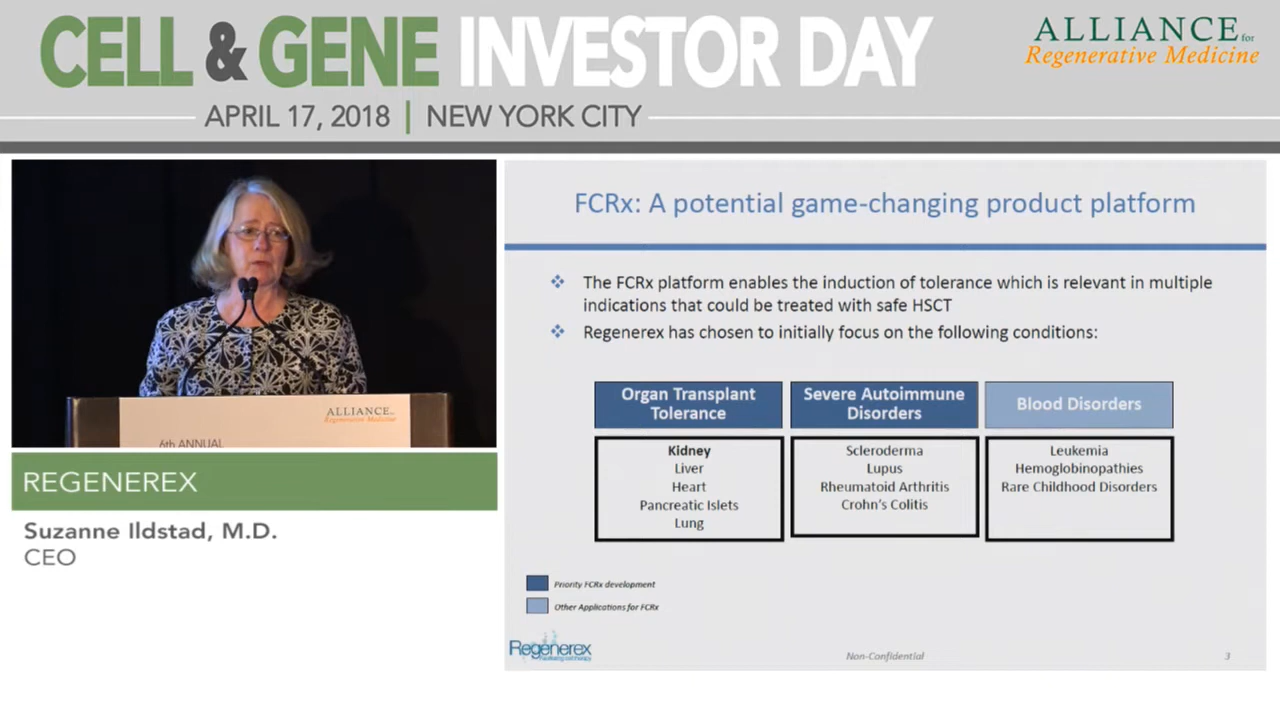 CELL & GENE INVESTOR DAY
APRIL 17, 2018 | NEW YORK CITY
ALLIANCE for
Regenerative Medicine
ALLIANCE for
Regenerative Medicine
6th ANNUAL
REGENEREX
Suzanne Ildstad, M.D.
CEO
FCRx: A potential game-changing product platform
❖ The FCRx platform enables the induction of tolerance which is relevant in multiple
indications that could be treated with safe HSCT
❖ Regenerex has chosen to initially focus on the following conditions:
Organ Transplant
Tolerance
Kidney
Liver
Heart
Pancreatic Islets
Lung
Severe Autoimmune
Disorders
Scleroderma
Lupus
Rheumatoid Arthritis
Crohn's Colitis
Blood Disorders
Leukemia
Hemoglobinopathies
Rare Childhood Disorders
Priority FCRx development
Other Applications for FCRx
Regenerex
Non-Confidential
3